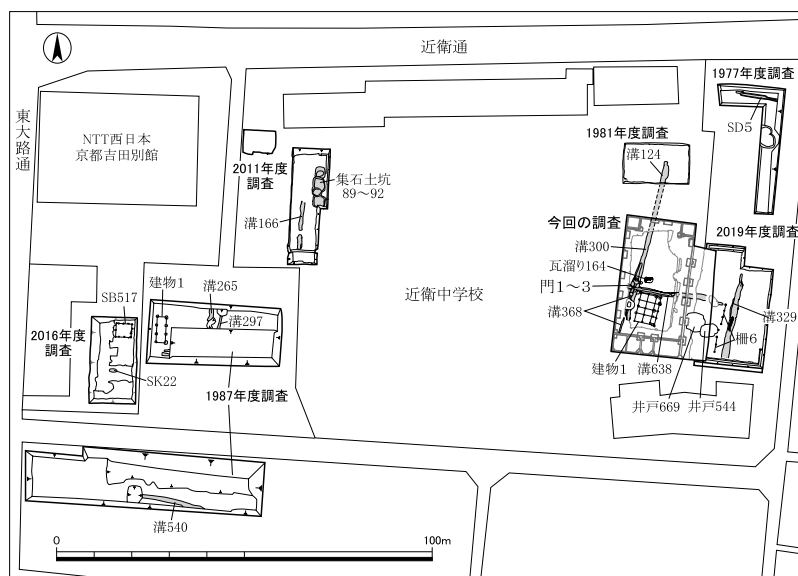 近衛通
東大路通
NTT西日本
京都吉田別館
1977年度調査
SD5
1981年度調査
溝124
2011年度
調査
集石土坑
89～92
溝166
今回の調査
2019年度調査
溝300
瓦溜り164
門1～3
溝368
近衛中学校
溝329
柵6
建物1
溝638
井戸669
井戸544
SB517
建物1
溝265
溝297
2016年度
調査
SK22
1987年度調査
溝540
0
100m